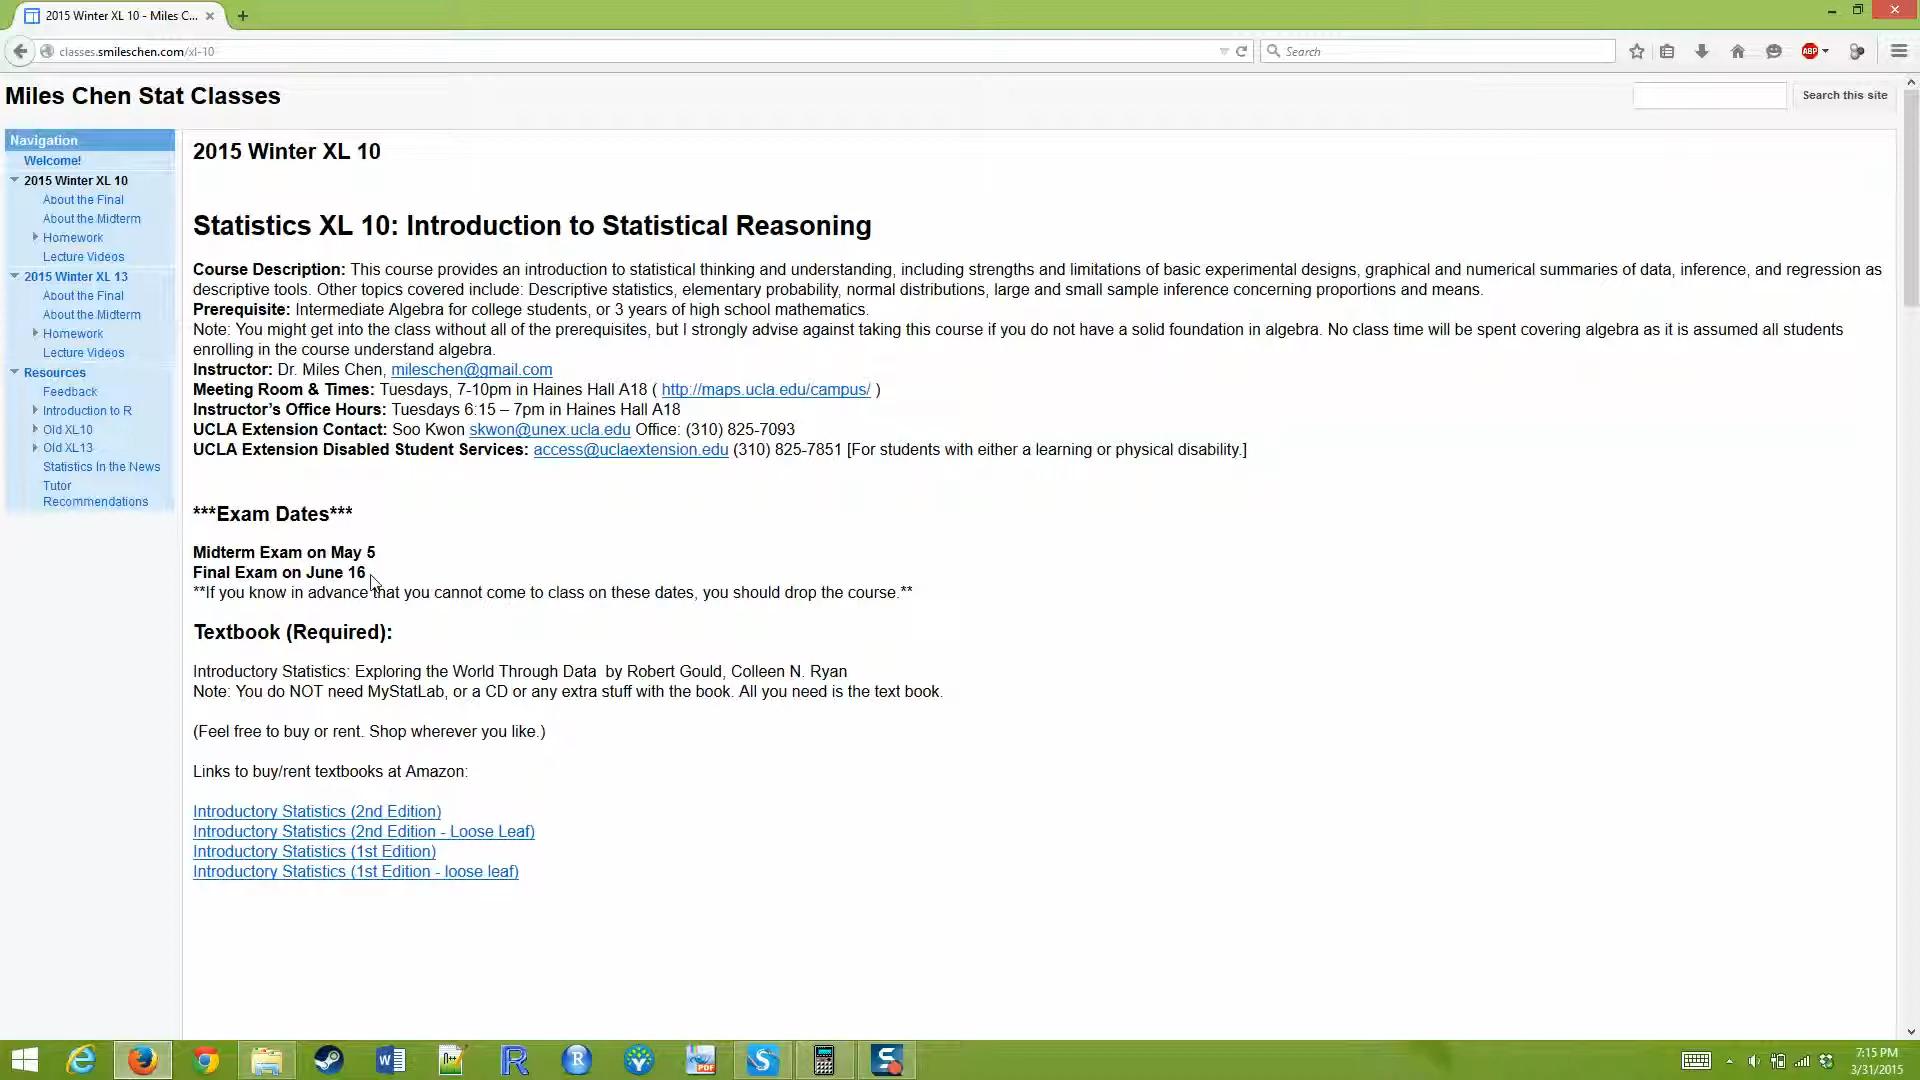 2015 Winter XL 10 - Miles C...
classes.smileschen.com/xl-10
Search
ABP
Miles Chen Stat Classes
Search this site
Navigation
Welcome!
2015 Winter XL 10
About the Final
About the Midterm
Homework
Lecture Videos
2015 Winter XL 13
About the Final
About the Midterm
Homework
Lecture Videos
Resources
Feedback
Introduction to R
Old XL10
Old XL13
Statistics In the News
Tutor
Recommendations
2015 Winter XL 10
Statistics XL 10: Introduction to Statistical Reasoning
Course Description: This course provides an introduction to statistical thinking and understanding, including strengths and limitations of basic experimental designs, graphical and numerical summaries of data, inference, and regression as
descriptive tools. Other topics covered include: Descriptive statistics, elementary probability, normal distributions, large and small sample inference concerning proportions and means.
Prerequisite: Intermediate Algebra for college students, or 3 years of high school mathematics.
Note: You might get into the class without all of the prerequisites, but I strongly advise against taking this course if you do not have a solid foundation in algebra. No class time will be spent covering algebra as it is assumed all students
enrolling in the course understand algebra.
Instructor: Dr. Miles Chen, mileschen@gmail.com
Meeting Room & Times: Tuesdays, 7-10pm in Haines Hall A18 ( http://maps.ucla.edu/campus/ )
Instructor's Office Hours: Tuesdays 6:15 – 7pm in Haines Hall A18
UCLA Extension Contact: Soo Kwon skwon@unex.ucla.edu Office: (310) 825-7093
UCLA Extension Disabled Student Services: access@uclaextension.edu (310) 825-7851 [For students with either a learning or physical disability.]
***Exam Dates***
Midterm Exam on May 5
Final Exam on June 16
**If you know in advance that you cannot come to class on these dates, you should drop the course.**
Textbook (Required):
Introductory Statistics: Exploring the World Through Data  by Robert Gould, Colleen N. Ryan
Note: You do NOT need MyStatLab, or a CD or any extra stuff with the book. All you need is the text book.
(Feel free to buy or rent. Shop wherever you like.)
Links to buy/rent textbooks at Amazon:
Introductory Statistics (2nd Edition)
Introductory Statistics (2nd Edition - Loose Leaf)
Introductory Statistics (1st Edition)
Introductory Statistics (1st Edition - loose leaf)
7:15 PM
3/31/2015